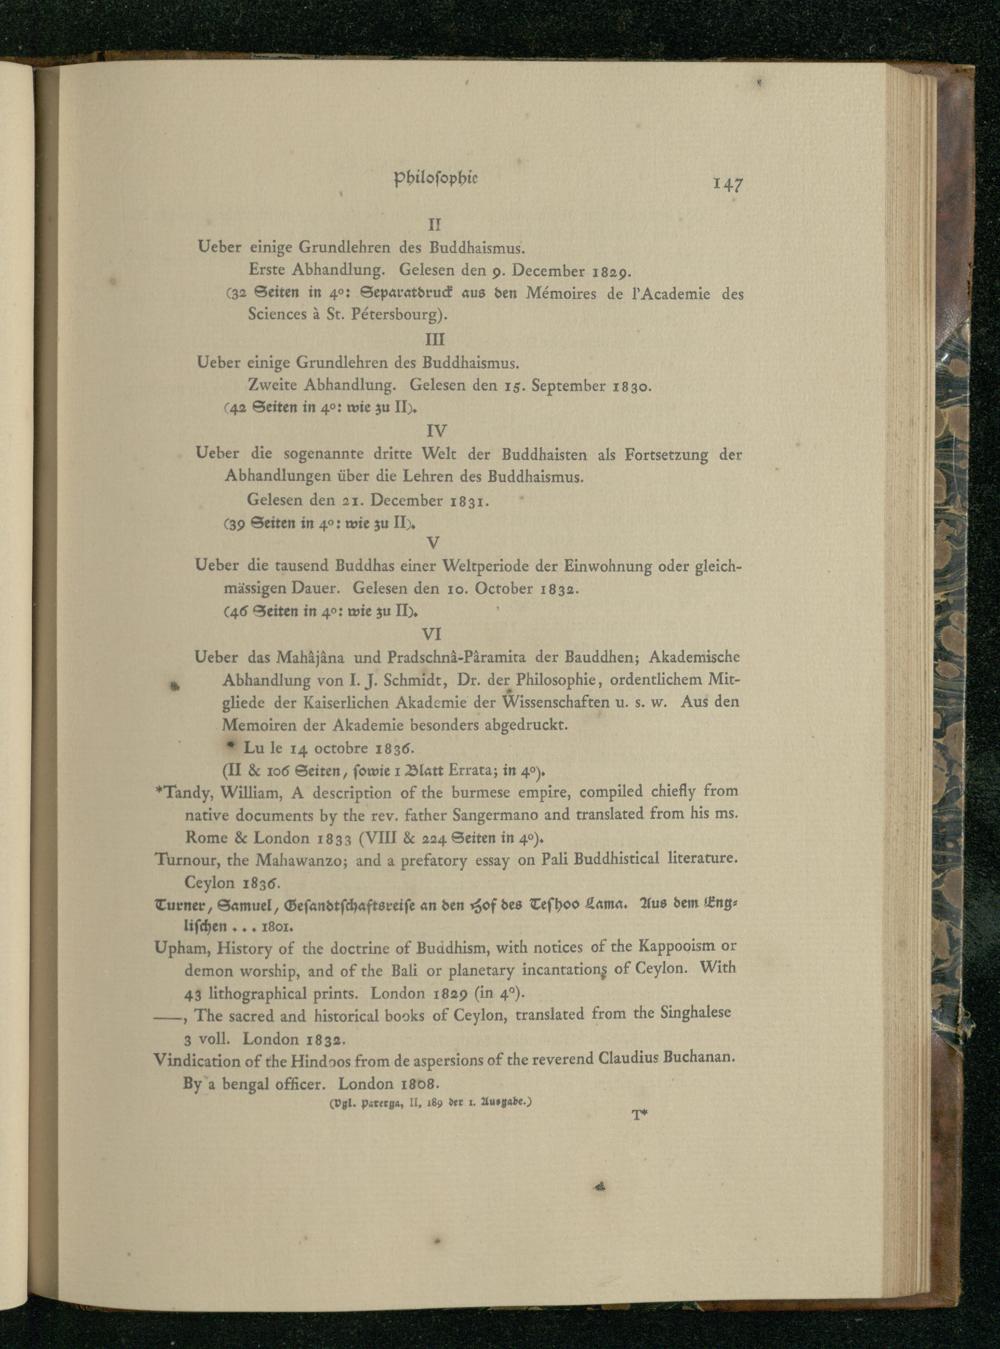 Philosophie 147
II
Ueber einige Grundlehren des Buddhaismus.
Erste Abhandlung. Gelesen den 9. December 1829.
(32 Seiten in 4°: Separatdruck aus den Mémoires de l'Academie des
Sciences à St. Pétersbourg).
III
Ueber einige Grundlehren des Buddhaismus.
Zweite Abhandlung. Gelesen den 15. September 1830.
(42 Seiten in 4°: wie zu II).
IV
Ueber die sogenannte dritte Welt der Buddhaisten als Fortsetzung der
Abhandlungen über die Lehren des Buddhaismus.
Gelesen den 21. December 1831.
(39 Seiten in 4°: wie zu II).
V
Ueber die tausend Buddhas einer Weltperiode der Einwohnung oder gleich-
mässigen Dauer. Gelesen den 10. October 1832.
(46 Seiten in 4°: wie zu II).
VI
Ueber das Mahâjâna und Pradschnâ-Pâramita der Bauddhen; Akademische
Abhandlung von I. J. Schmidt, Dr. der Philosophie, ordentlichem Mit-
gliede der Kaiserlichen Akademie der Wissenschaften u. s. w. Aus den
Memoiren der Akademie besonders abgedruckt.
Lu le 14 octobre 1836.
(II & 106 Seiten, sowie 1 Blatt Errata; in 4°).
*Tandy, William, A description of the burmese empire, compiled chiefly from
native documents by the rev. father Sangermano and translated from his ms.
Rome & London 1833 (VIII & 224 Seiten in 4°).
Turnour, the Mahawanzo; and a prefatory essay on Pali Buddhistical literature.
Ceylon 1836.
Turner, Samuel, Gesandtschaftsreise an den Hof des Teshoo Lama. Aus dem Eng-
lischen . . . 1801.
Upham, History of the doctrine of Buddhism, with notices of the Kappooism or
demon worship, and of the Bali or planetary incantations of Ceylon. With
43 lithographical prints. London 1829 (in 4°).
——, The sacred and historical books of Ceylon, translated from the Singhalese
3 voll. London 1832.
Vindication of the Hindoos from de aspersions of the reverend Claudius Buchanan.
By a bengal officer. London 1808.
(Vgl. Parerga, II, 189 der 1. Ausgabe.)
T*